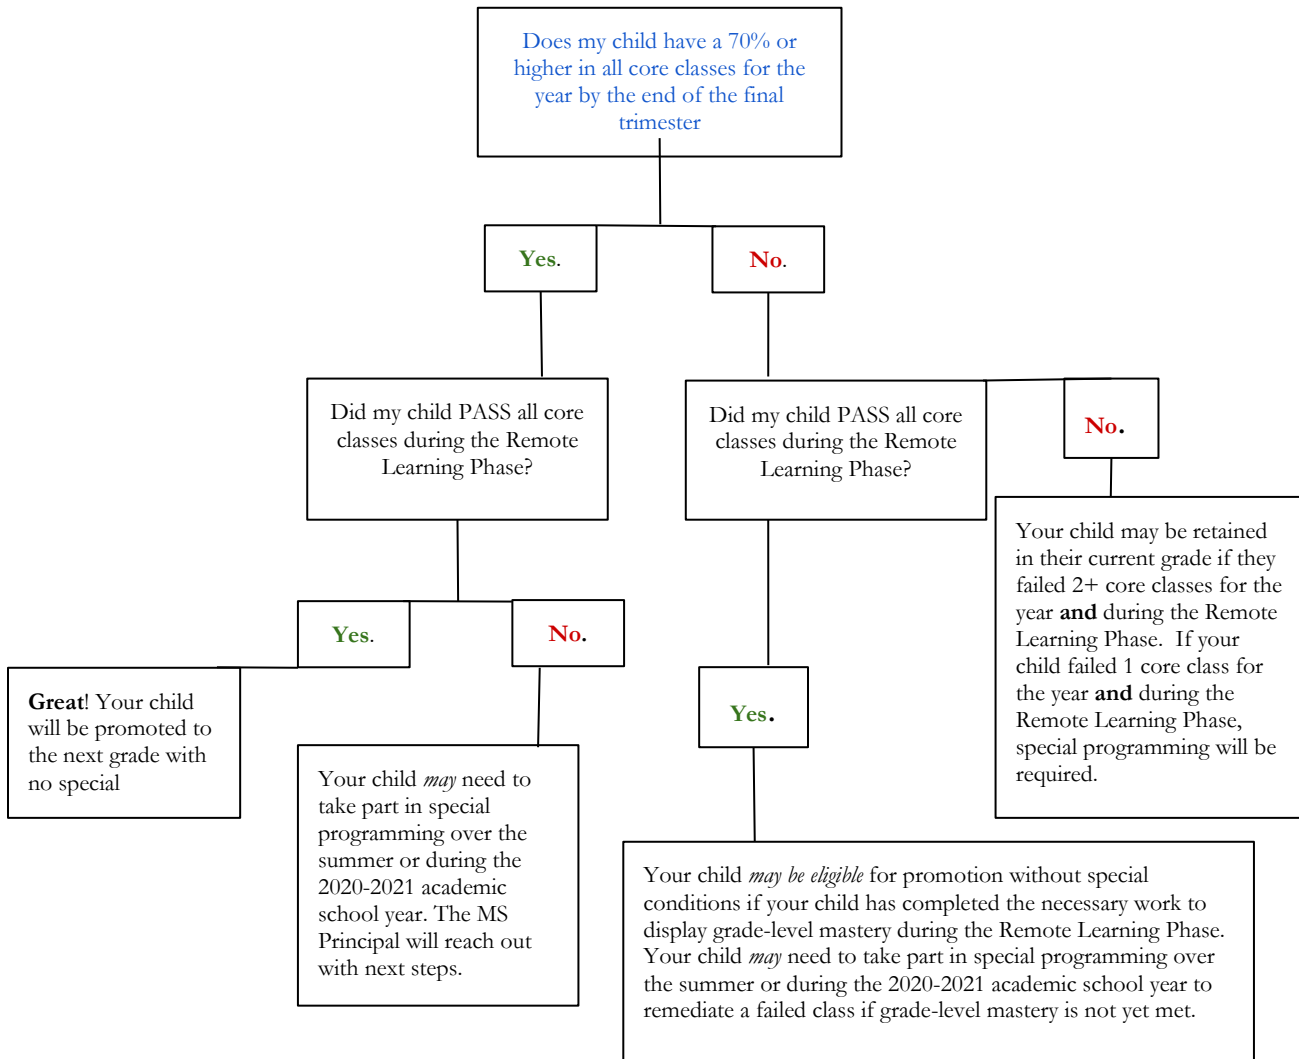 Does my child have a 70% or
higher in all core classes for the
year by the end of the final
trimester
Yes.
No.
Did my child PASS all core
classes during the Remote
Learning Phase?
Did my child PASS all core
classes during the Remote
Learning Phase?
No.
Your child may be retained
in their current grade if they
failed 2+ core classes for the
year and during the Remote
Learning Phase.  If your
child failed 1 core class for
the year and during the
Remote Learning Phase,
special programming will be
required.
Yes.
No.
Yes.
Great! Your child
will be promoted to
the next grade with
no special
Your child may need to
take part in special
programming over the
summer or during the
2020-2021 academic
school year. The MS
Principal will reach out
with next steps.
Your child may be eligible for promotion without special
conditions if your child has completed the necessary work to
display grade-level mastery during the Remote Learning Phase.
Your child may need to take part in special programming over
the summer or during the 2020-2021 academic school year to
remediate a failed class if grade-level mastery is not yet met.